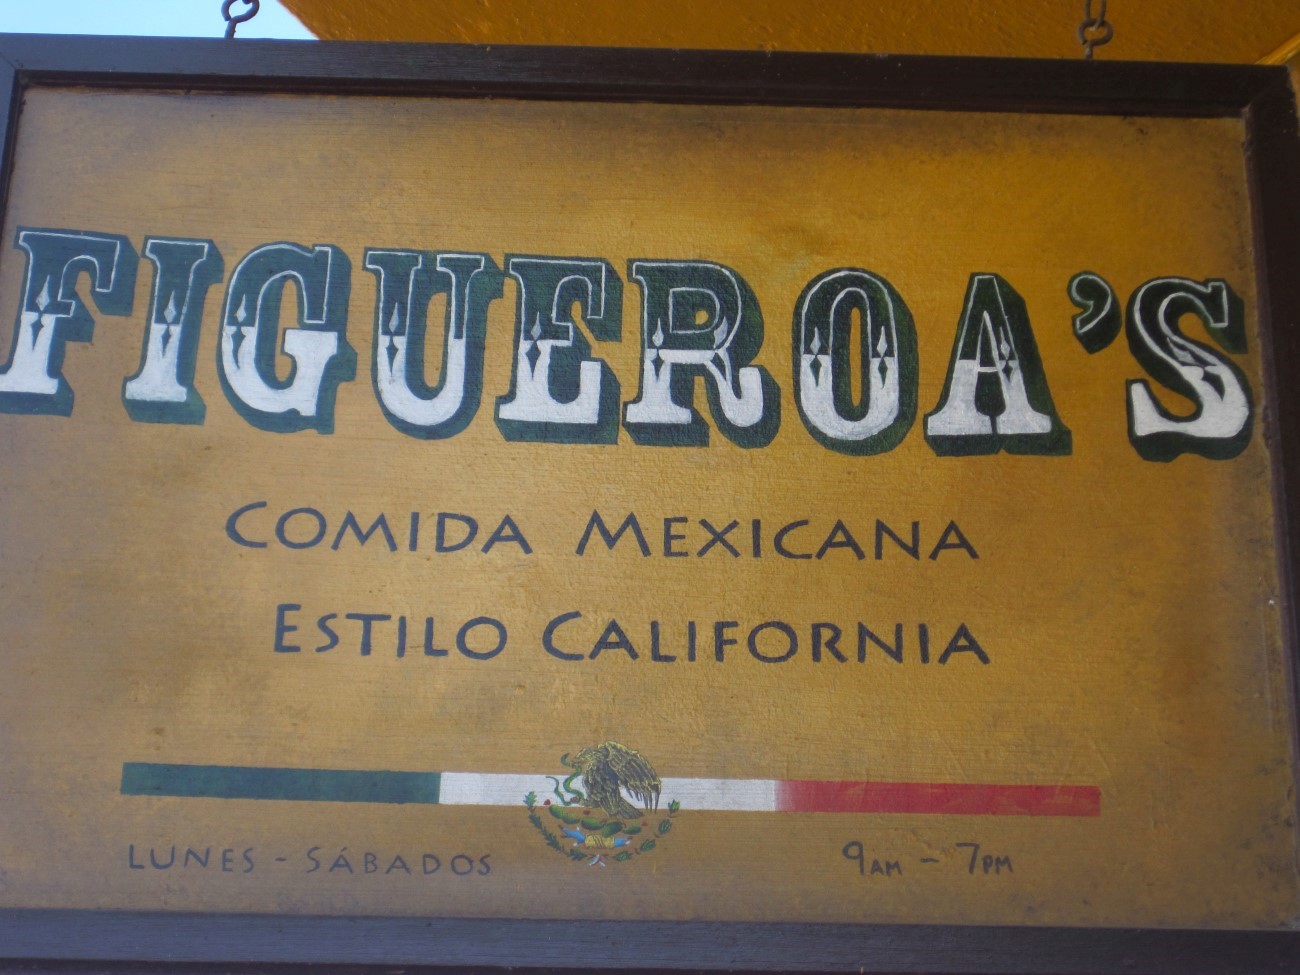 FIGUEROA'S
COMIDA MEXICANA
ESTILO CALIFORNIA
LUNES - SÁBADOS 9AM - 7PM